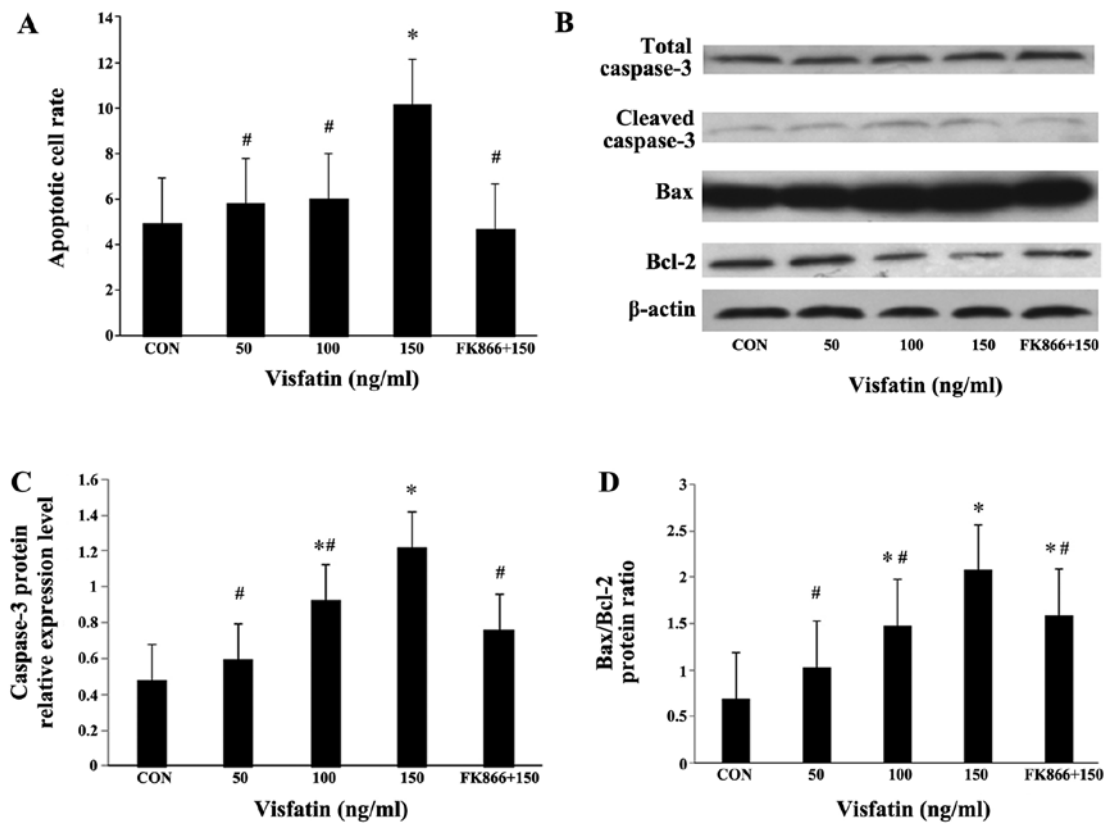 A
Apoptotic cell rate
14
12
10
8
6
4
2
0
*
#
#
#
CON 50 100 150 FK866+150
Visfatin (ng/ml)
B
Total
caspase-3
Cleaved
caspase-3
Bax
Bcl-2
β-actin
CON 50 100 150 FK866+150
Visfatin (ng/ml)
C
Caspase-3 protein
relative expression level
1.6
1.4
1.2
1
0.8
0.6
0.4
0.2
0
#
*#
*
#
CON 50 100 150 FK866+150
Visfatin (ng/ml)
D
Bax/Bcl-2
protein ratio
3
2.5
2
1.5
1
0.5
0
#
*#
*
*#
CON 50 100 150 FK866+150
Visfatin (ng/ml)